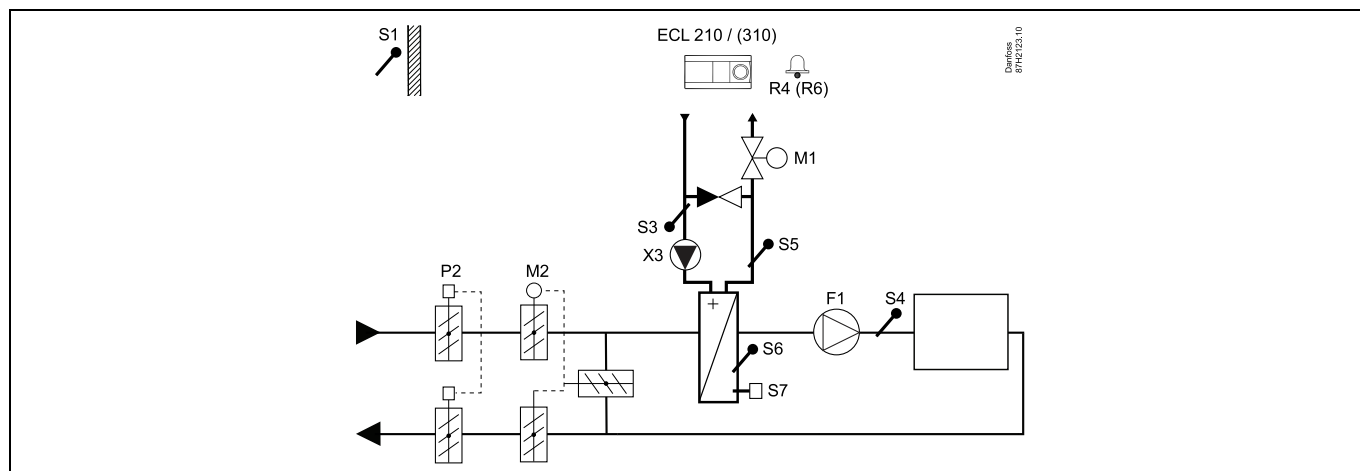 S1
ECL 210 / (310)
R4 (R6)
Danfoss
87H2123.10
M1
S3
S5
X3
P2
M2
F1
S4
+
S6
S7